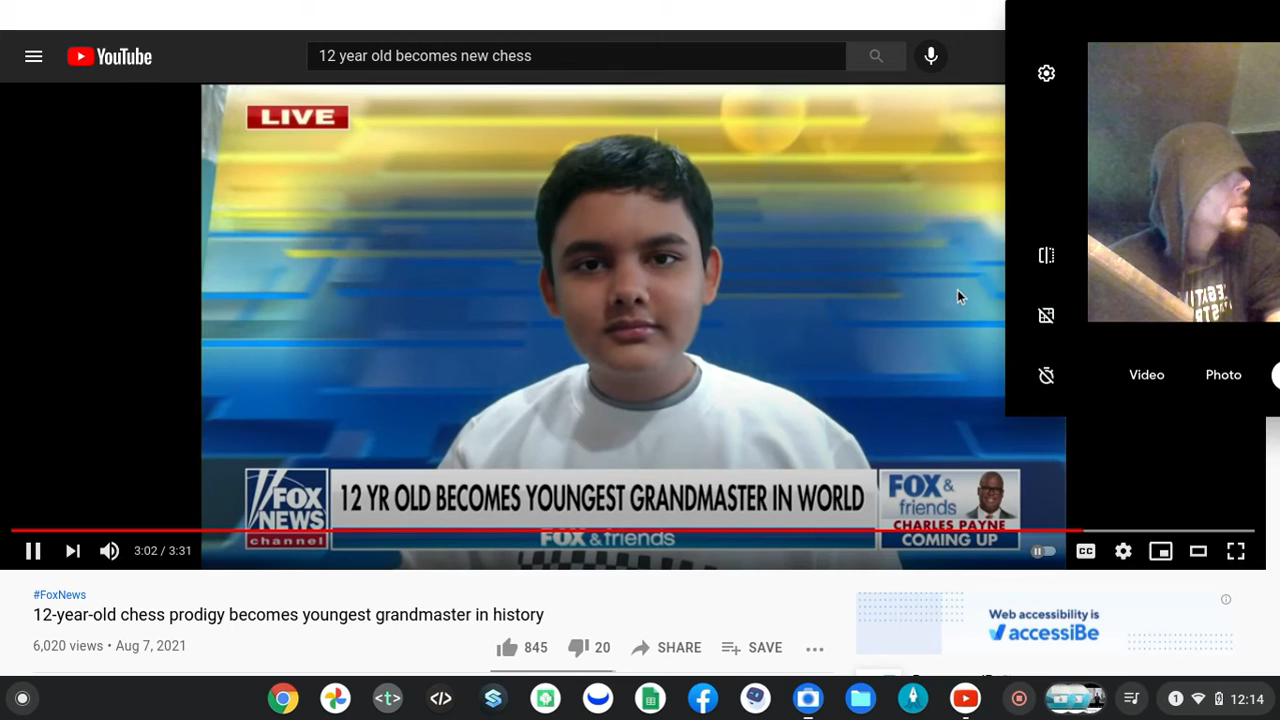 YouTube
12 year old becomes new chess
LIVE
Video
Photo
FOX
NEWS
channel
12 YR OLD BECOMES YOUNGEST GRANDMASTER IN WORLD
FOX & friends
FOX &
friends
CHARLES PAYNE
COMING UP
3:02 / 3:31
CC
#FoxNews
12-year-old chess prodigy becomes youngest grandmaster in history
6,020 views • Aug 7, 2021
845
20
SHARE
SAVE
Web accessibility is
accessiBe
<t>
</>
1
12:14